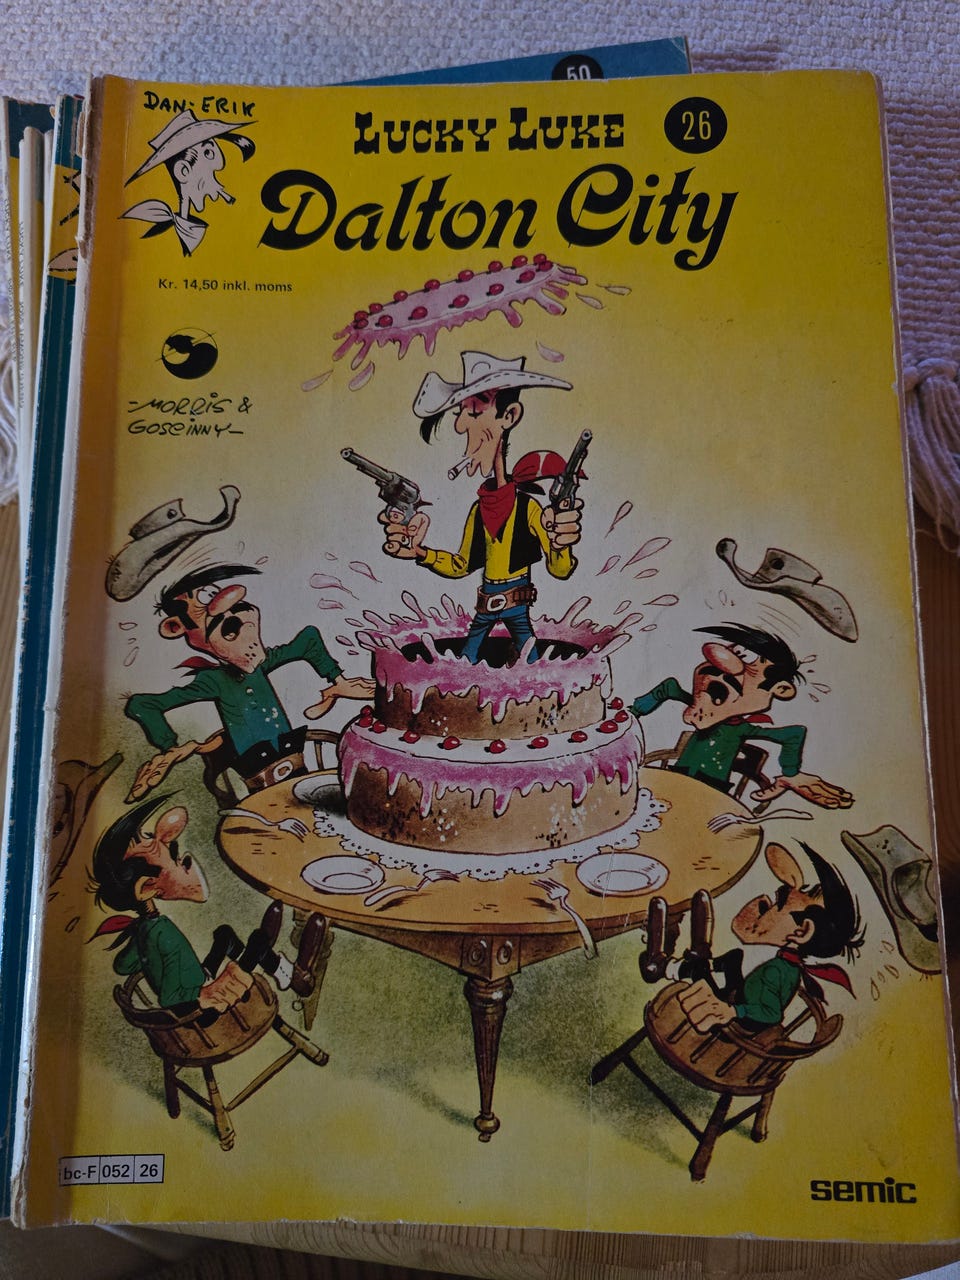 50
DAN-ERIK
LUCKY LUKE
26
Dalton City
Kr. 14,50 inkl. moms
-MORRIS &
GOSCINNY-
bc-F 052 26
semic